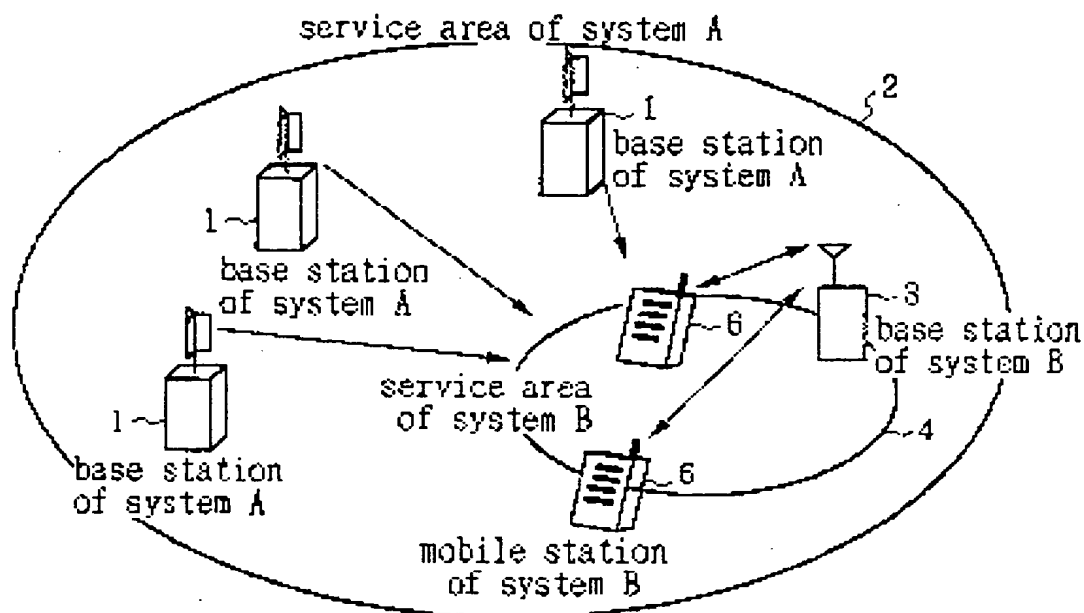 service area of system A
2
1
base station
of system A
1
base station
of system A
3
base station
of system B
6
service area
of system B
1
base station
of system A
4
6
mobile station
of system B